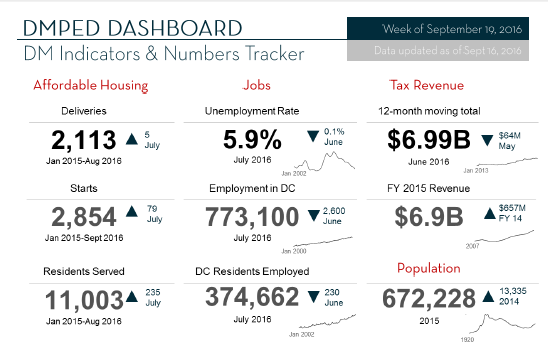 DMPED DASHBOARD
Week of September 19, 2016
DM Indicators & Numbers Tracker
Data updated as of Sept 16, 2016
Affordable Housing
Jobs
Tax Revenue
Deliveries
Unemployment Rate
12-month moving total
2,113 ▲ 5
July
Jan 2015-Aug 2016
5.9% ▼ 0.1%
June
July 2016
Jan 2002
$6.99B ▼ $64M
May
June 2016
Jan 2013
Starts
Employment in DC
FY 2015 Revenue
2,854 ▲ 79
July
Jan 2015-Sept 2016
773,100 ▼ 2,600
June
July 2016
Jan 2000
$6.9B ▲ $657M
FY 14
2007
Residents Served
DC Residents Employed
Population
11,003 ▲ 235
July
Jan 2015-Aug 2016
374,662 ▼ 230
June
July 2016
Jan 2002
672,228 ▲ 13,335
2014
2015
1920